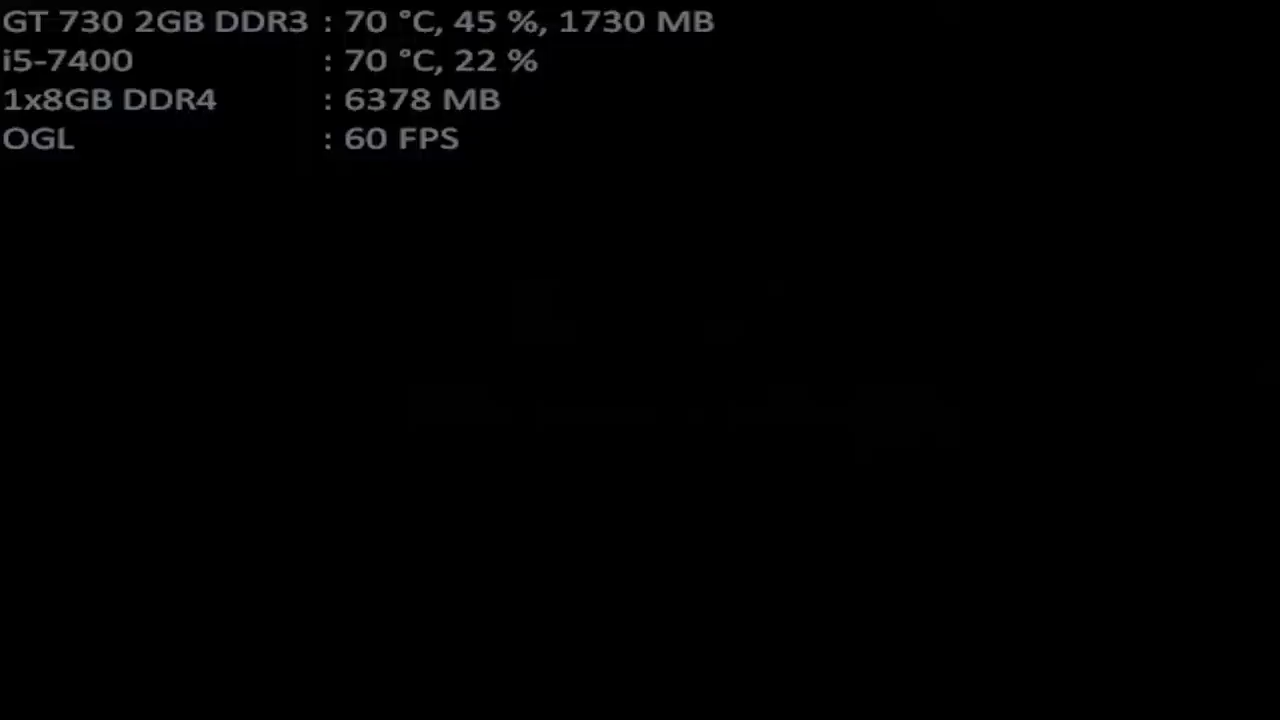 GT 730 2GB DDR3 : 70 °C, 45 %, 1730 MB
i5-7400 : 70 °C, 22 %
1x8GB DDR4 : 6378 MB
OGL : 60 FPS